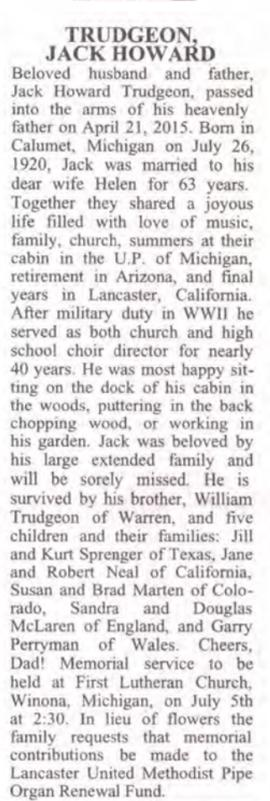 TRUDGEON,
JACK HOWARD
Beloved husband and father,
Jack Howard Trudgeon, passed
into the arms of his heavenly
father on April 21, 2015. Born in
Calumet, Michigan on July 26,
1920, Jack was married to his
dear wife Helen for 63 years.
Together they shared a joyous
life filled with love of music,
family, church, summers at their
cabin in the U.P. of Michigan,
retirement in Arizona, and final
years in Lancaster, California.
After military duty in WWII he
served as both church and high
school choir director for nearly
40 years. He was most happy sit-
ting on the dock of his cabin in
the woods, puttering in the back
chopping wood, or working in
his garden. Jack was beloved by
his large extended family and
will be sorely missed. He is
survived by his brother, William
Trudgeon of Warren, and five
children and their families: Jill
and Kurt Sprenger of Texas, Jane
and Robert Neal of California,
Susan and Brad Marten of Colo-
rado, Sandra and Douglas
McLaren of England, and Garry
Perryman of Wales. Cheers,
Dad! Memorial service to be
held at First Lutheran Church,
Winona, Michigan, on July 5th
at 2:30. In lieu of flowers the
family requests that memorial
contributions be made to the
Lancaster United Methodist Pipe
Organ Renewal Fund.